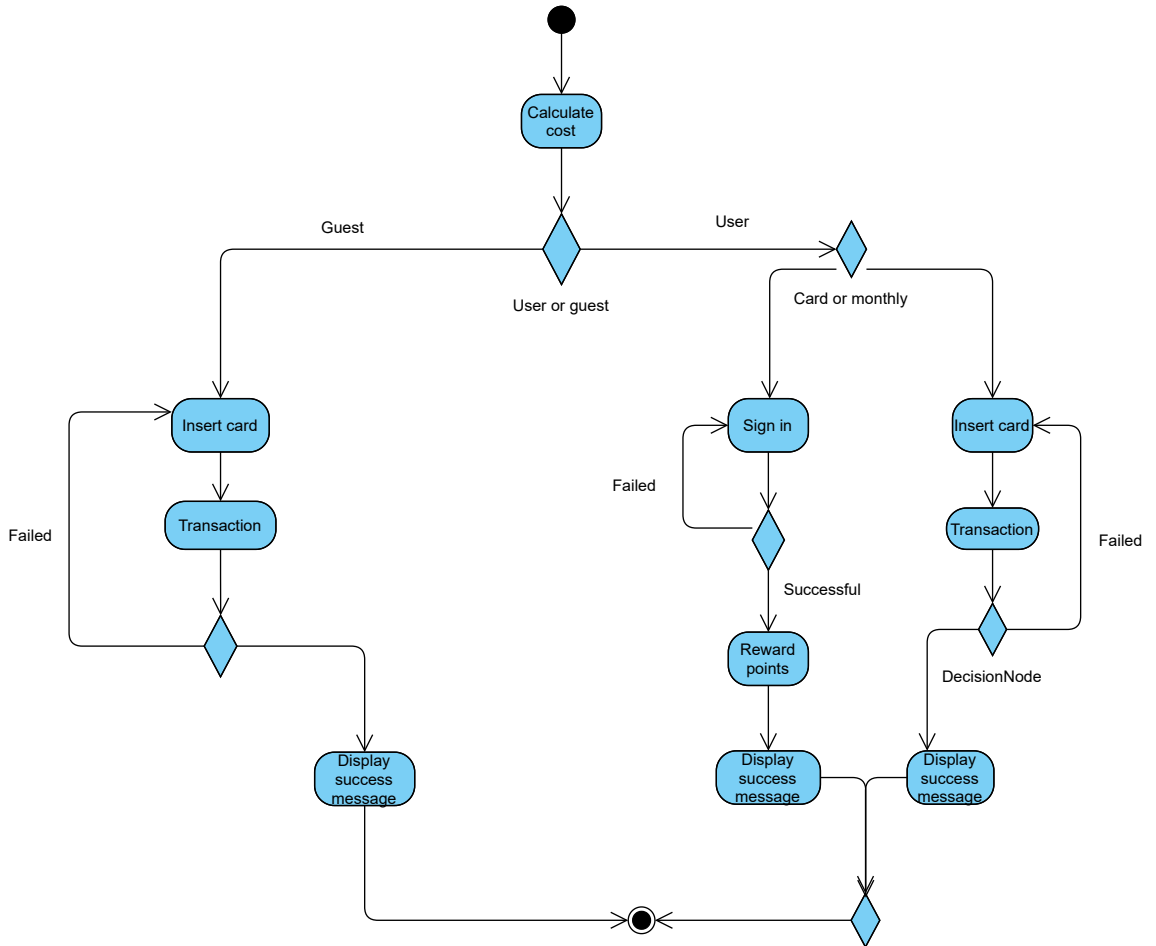 Calculate
cost
Guest
User
User or guest
Card or monthly
Insert card
Sign in
Insert card
Failed
Transaction
Transaction
Failed
Failed
Successful
Reward
points
DecisionNode
Display
success
message
Display
success
message
Display
success
message